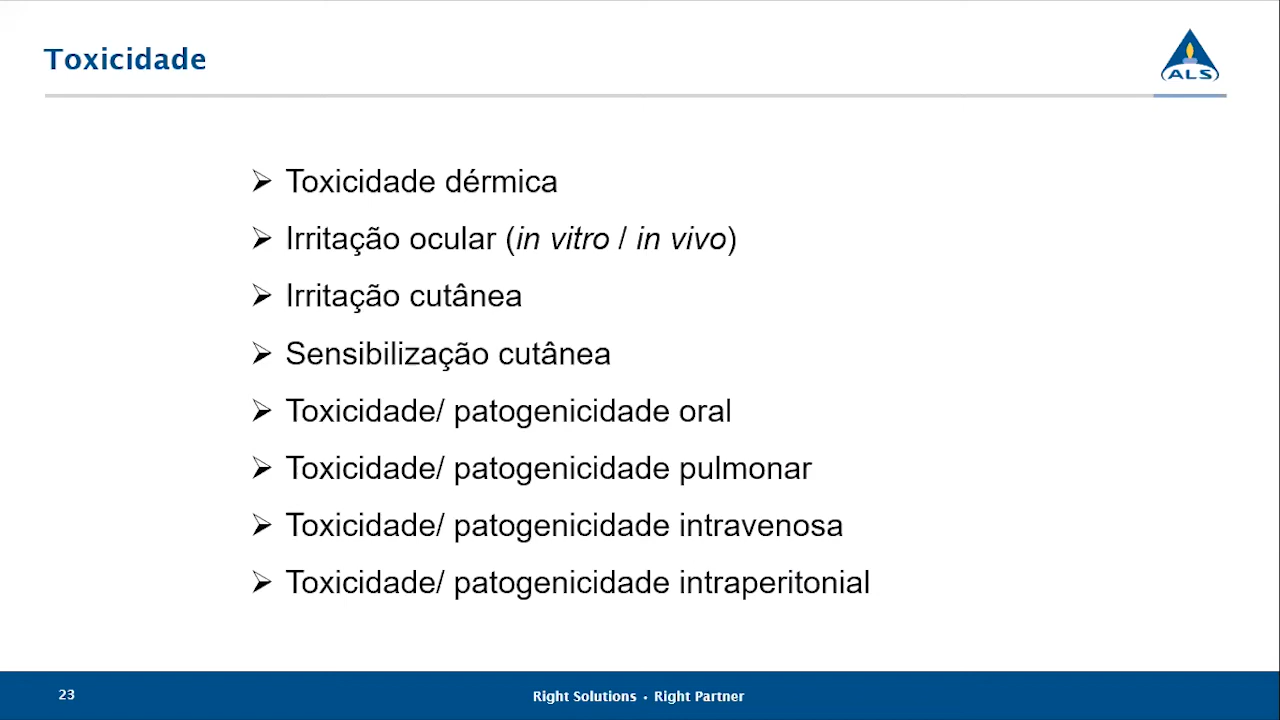 Toxicidade
ALS
➢ Toxicidade dérmica
➢ Irritação ocular (in vitro / in vivo)
➢ Irritação cutânea
➢ Sensibilização cutânea
➢ Toxicidade/ patogenicidade oral
➢ Toxicidade/ patogenicidade pulmonar
➢ Toxicidade/ patogenicidade intravenosa
➢ Toxicidade/ patogenicidade intraperitonial
23
Right Solutions • Right Partner